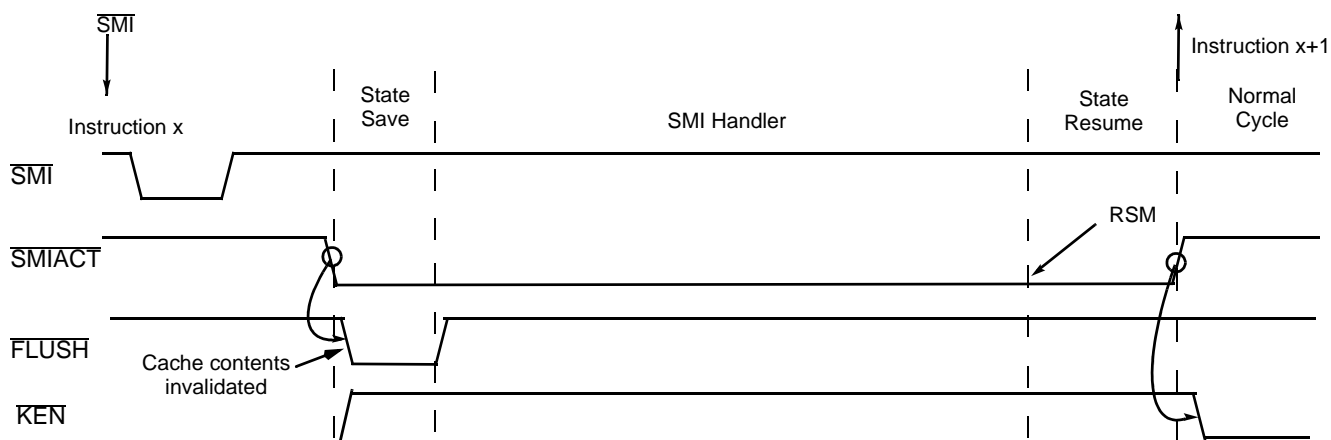 SMI
Instruction x+1
State
Save
SMI Handler
State
Resume
Normal
Cycle
Instruction x
SMI
RSM
SMIACT
FLUSH
Cache contents
invalidated
KEN